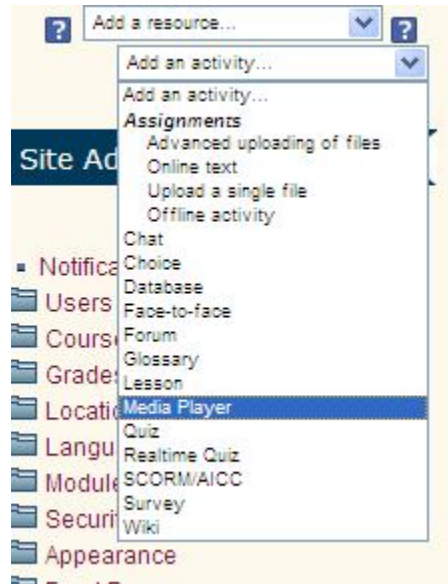 Add a resource...
Add an activity...
Add an activity...
Assignments
Advanced uploading of files
Online text
Upload a single file
Offline activity
Site Ad
Chat
Notifica
Choice
Database
Users
Face-to-face
Cours
Forum
Glossary
Grade
Lesson
Locatio
Media Player
Quiz
Langu
Realtime Quiz
Module
SCORM/AICC
Survey
Securit
Wiki
Appearance